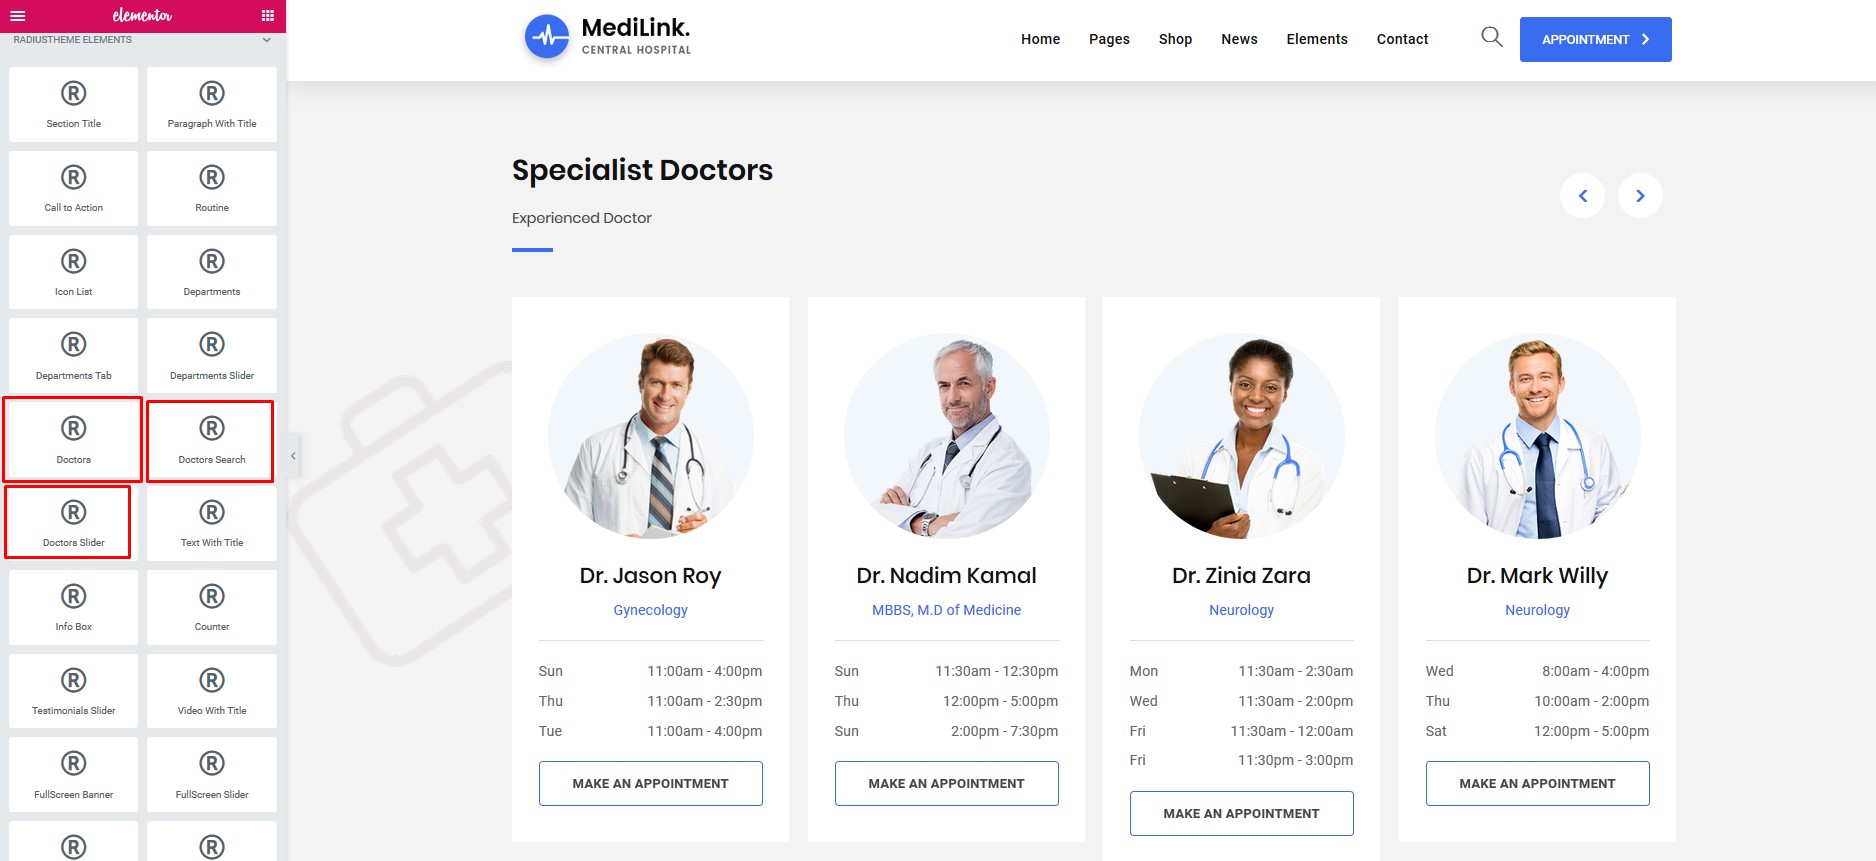 elementor
RADIUSTHEME ELEMENTS
Section Title
Paragraph With Title
Call to Action
Routine
Icon List
Departments
Departments Tab
Departments Slider
Doctors
Doctors Search
Doctors Slider
Text With Title
Info Box
Counter
Testimonials Slider
Video With Title
FullScreen Banner
FullScreen Slider
MediLink.
CENTRAL HOSPITAL
Home Pages Shop News Elements Contact
APPOINTMENT
Specialist Doctors
Experienced Doctor
Dr. Jason Roy
Gynecology
Sun 11:00am - 4:00pm
Thu 11:00am - 2:30pm
Tue 11:00am - 4:00pm
MAKE AN APPOINTMENT
Dr. Nadim Kamal
MBBS, M.D of Medicine
Sun 11:30am - 12:30pm
Thu 12:00pm - 5:00pm
Sun 2:00pm - 7:30pm
MAKE AN APPOINTMENT
Dr. Zinia Zara
Neurology
Mon 11:30am - 2:30am
Wed 11:30am - 2:00pm
Fri 11:30am - 12:00am
Fri 11:30pm - 3:00pm
MAKE AN APPOINTMENT
Dr. Mark Willy
Neurology
Wed 8:00am - 4:00pm
Thu 10:00am - 2:00pm
Sat 12:00pm - 5:00pm
MAKE AN APPOINTMENT